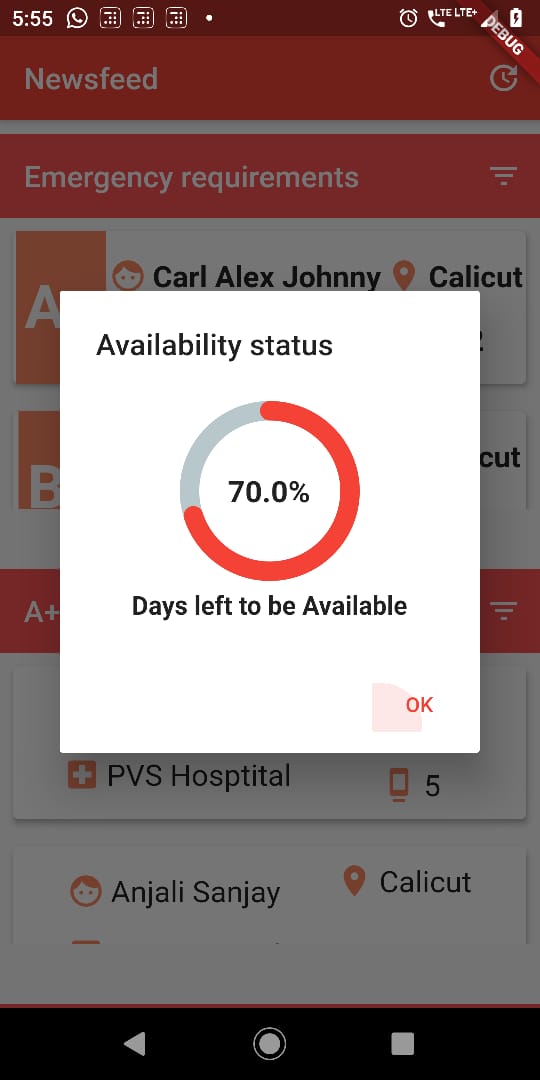 5:55
LTE LTE+
DEBUG
Newsfeed
Emergency requirements
A
Carl Alex Johnny
Calicut
B
cut
Availability status
70.0%
Days left to be Available
A+
OK
PVS Hosptital
5
Anjali Sanjay
Calicut